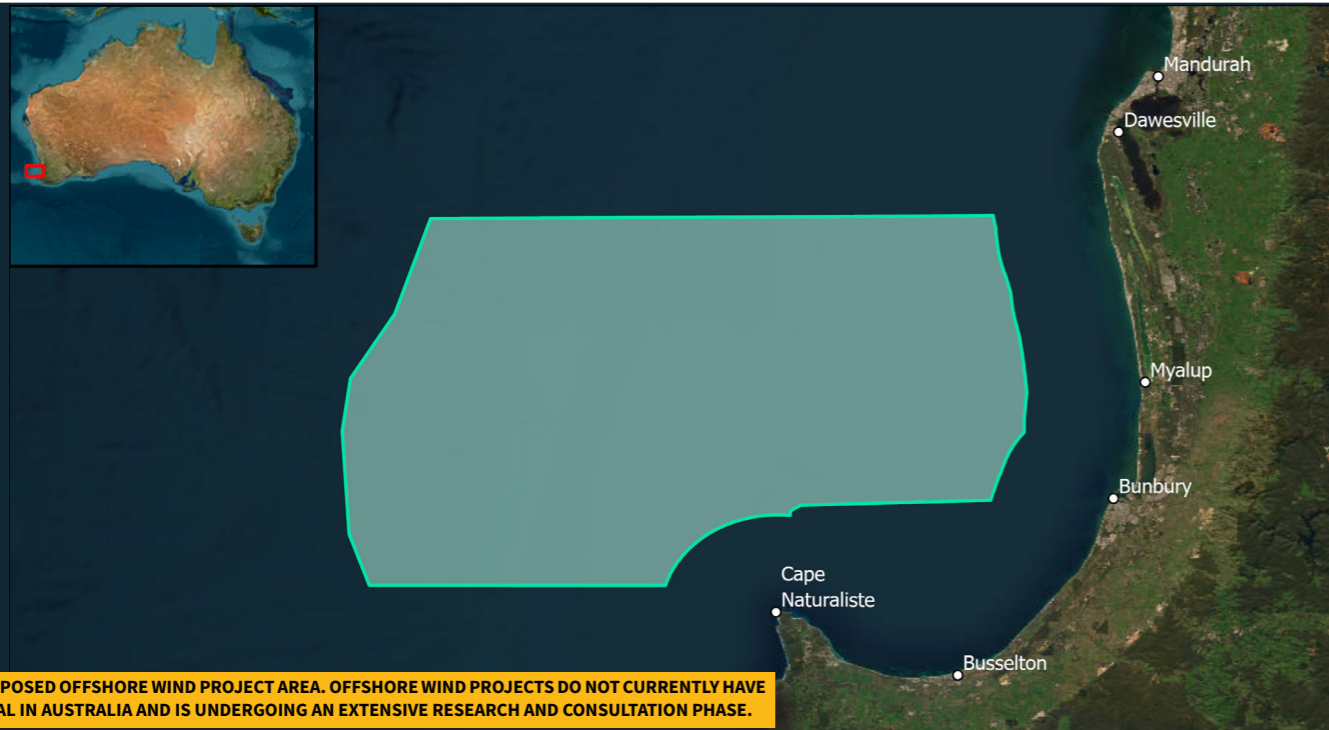 Mandurah
Dawesville
Myalup
Bunbury
Cape
Naturaliste
Busselton
POSED OFFSHORE WIND PROJECT AREA. OFFSHORE WIND PROJECTS DO NOT CURRENTLY HAVE
AL IN AUSTRALIA AND IS UNDERGOING AN EXTENSIVE RESEARCH AND CONSULTATION PHASE.